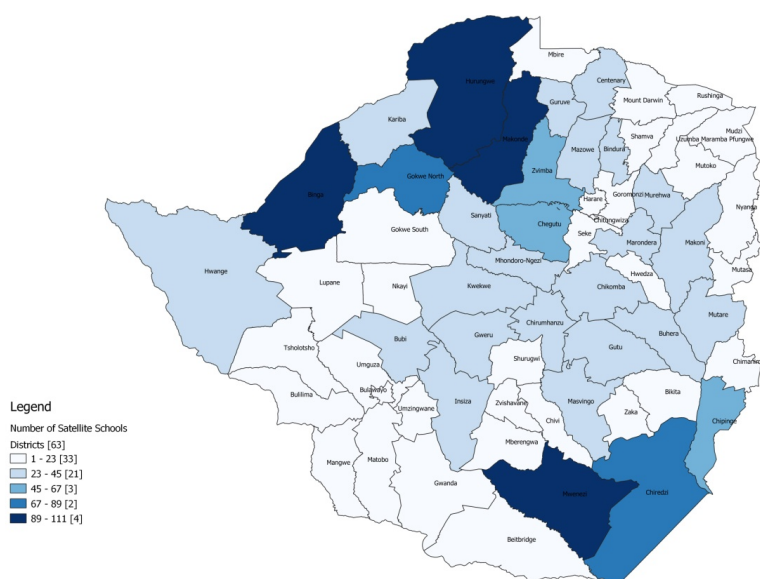 Mbire
Centenary
Rushinga
Mount Darwin
Hurungwe
Guruve
Kariba
Makonde
Shamva
Mudzi
Uzumba Maramba Pfungwe
Mazowe
Bindura
Mutoko
Zvimba
Gokwe North
Binga
Goromonzi
Murehwa
Harare
Nyanga
Chitungwiza
Sanyati
Chegutu
Seke
Gokwe South
Marondera
Makoni
Mhondoro-Ngezi
Hwedza
Mutasa
Hwange
Lupane
Nkayi
Kwekwe
Chikomba
Mutare
Chirumhanzu
Gweru
Buhera
Bubi
Tsholotsho
Gutu
Shurugwi
Umguza
Bikita
Bulawayo
Bulilima
Insiza
Zvishavane
Masvingo
Umzingwane
Zaka
Chivi
Chipinge
Mberengwa
Mangwe
Matobo
Gwanda
Mwenezi
Chiredzi
Beitbridge
Legend
Number of Satellite Schools
Districts [63]
1 - 23 [33]
23 - 45 [21]
45 - 67 [3]
67 - 89 [2]
89 - 111 [4]